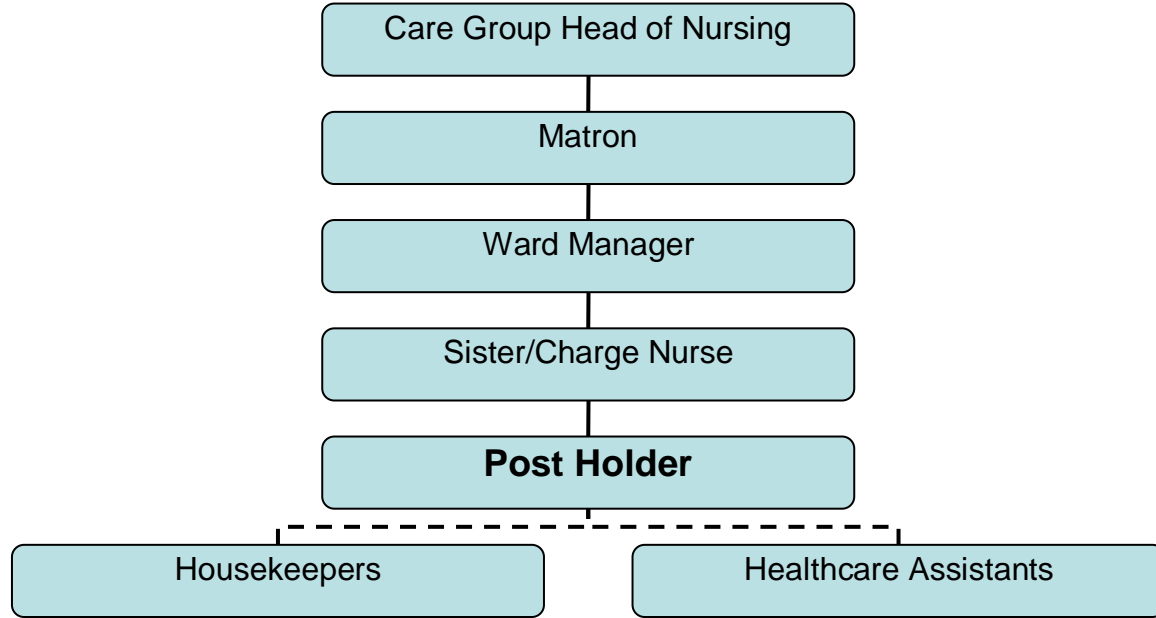 Care Group Head of Nursing
Matron
Ward Manager
Sister/Charge Nurse
Post Holder
Housekeepers
Healthcare Assistants